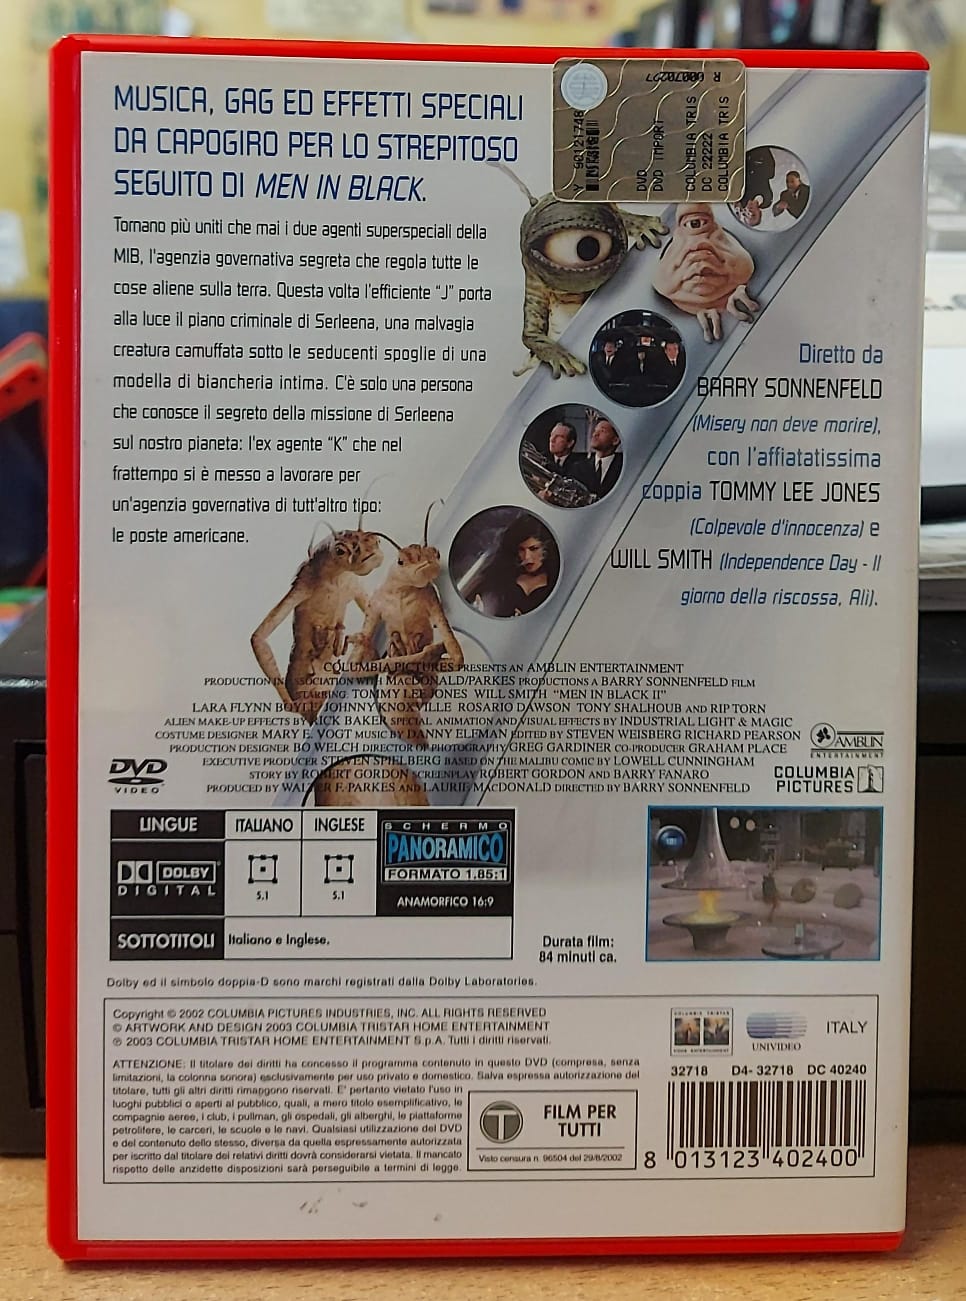 MUSICA, GAG ED EFFETTI SPECIALI
DA CAPOGIRO PER LO STREPITOSO
SEGUITO DI MEN IN BLACK.
Tornano più uniti che mai i due agenti superspeciali della
MIB, l'agenzia governativa segreta che regola tutte le
cose aliene sulla terra. Questa volta l'efficiente "J" porta
alla luce il piano criminale di Serleena, una malvagia
creatura camuffata sotto le seducenti spoglie di una
modella di biancheria intima. C'è solo una persona
che conosce il segreto della missione di Serleena
sul nostro pianeta: l'ex agente "K" che nel
frattempo si è messo a lavorare per
un'agenzia governativa di tutt'altro tipo:
le poste americane.
R 0007022
Y 90121748
DVD
DVD IMPORT
COLUMBIA TRIS
DC 22222
COLUMBIA TRIS
Diretto da
BARRY SONNENFELD
(Misery non deve morire),
con l'affiatatissima
coppia TOMMY LEE JONES
(Colpevole d'innocenza) e
WILL SMITH (Independence Day - Il
giorno della riscossa, Alì).
COLUMBIA PICTURES PRESENTS AN AMBLIN ENTERTAINMENT
PRODUCTION IN ASSOCIATION WITH MACDONALD/PARKES PRODUCTIONS A BARRY SONNENFELD FILM
STARRING TOMMY LEE JONES WILL SMITH "MEN IN BLACK II"
LARA FLYNN BOYLE JOHNNY KNOXVILLE ROSARIO DAWSON TONY SHALHOUB AND RIP TORN
ALIEN MAKE-UP EFFECTS BY RICK BAKER SPECIAL ANIMATION AND VISUAL EFFECTS BY INDUSTRIAL LIGHT & MAGIC
COSTUME DESIGNER MARY E. VOGT MUSIC BY DANNY ELFMAN EDITED BY STEVEN WEISBERG RICHARD PEARSON
PRODUCTION DESIGNER BO WELCH DIRECTOR OF PHOTOGRAPHY GREG GARDINER CO-PRODUCER GRAHAM PLACE
EXECUTIVE PRODUCER STEVEN SPIELBERG BASED ON THE MALIBU COMIC BY LOWELL CUNNINGHAM
STORY BY ROBERT GORDON SCREENPLAY ROBERT GORDON AND BARRY FANARO
PRODUCED BY WALTER F. PARKES AND LAURIE MACDONALD DIRECTED BY BARRY SONNENFELD
DVD
VIDEO
AMBLIN
ENTERTAINMENT
COLUMBIA
PICTURES
LINGUE ITALIANO INGLESE
DOLBY
DIGITAL
5.1 5.1
SCHERMO
PANORAMICO
FORMATO 1.85:1
ANAMORFICO 16:9
SOTTOTITOLI Italiano e Inglese.
Durata film:
84 minuti ca.
Dolby ed il simbolo doppia-D sono marchi registrati dalla Dolby Laboratories.
Copyright © 2002 COLUMBIA PICTURES INDUSTRIES, INC. ALL RIGHTS RESERVED
© ARTWORK AND DESIGN 2003 COLUMBIA TRISTAR HOME ENTERTAINMENT
℗ 2003 COLUMBIA TRISTAR HOME ENTERTAINMENT S.p.A. Tutti i diritti riservati.
ATTENZIONE: Il titolare dei diritti ha concesso il programma contenuto in questo DVD (compresa, senza
limitazioni, la colonna sonora) esclusivamente per uso privato e domestico. Salva espressa autorizzazione del
titolare, tutti gli altri diritti rimangono riservati. E' pertanto vietato l'uso in
luoghi pubblici o aperti al pubblico, quali, a mero titolo esemplificativo, le
compagnie aeree, i club, i pullman, gli ospedali, gli alberghi, le piattaforme
petrolifere, le carceri, le scuole e le navi. Qualsiasi utilizzazione del DVD
e del contenuto dello stesso, diversa da quella espressamente autorizzata
per iscritto dal titolare dei relativi diritti dovrà considerarsi vietata. Il mancato
rispetto delle anzidette disposizioni sarà perseguibile a termini di legge.
T
FILM PER
TUTTI
Visto censura n. 96504 del 29/8/2002
COLUMBIA TRISTAR
HOME ENTERTAINMENT
UNIVIDEO
ITALY
32718 D4- 32718 DC 40240
8 013123 402400